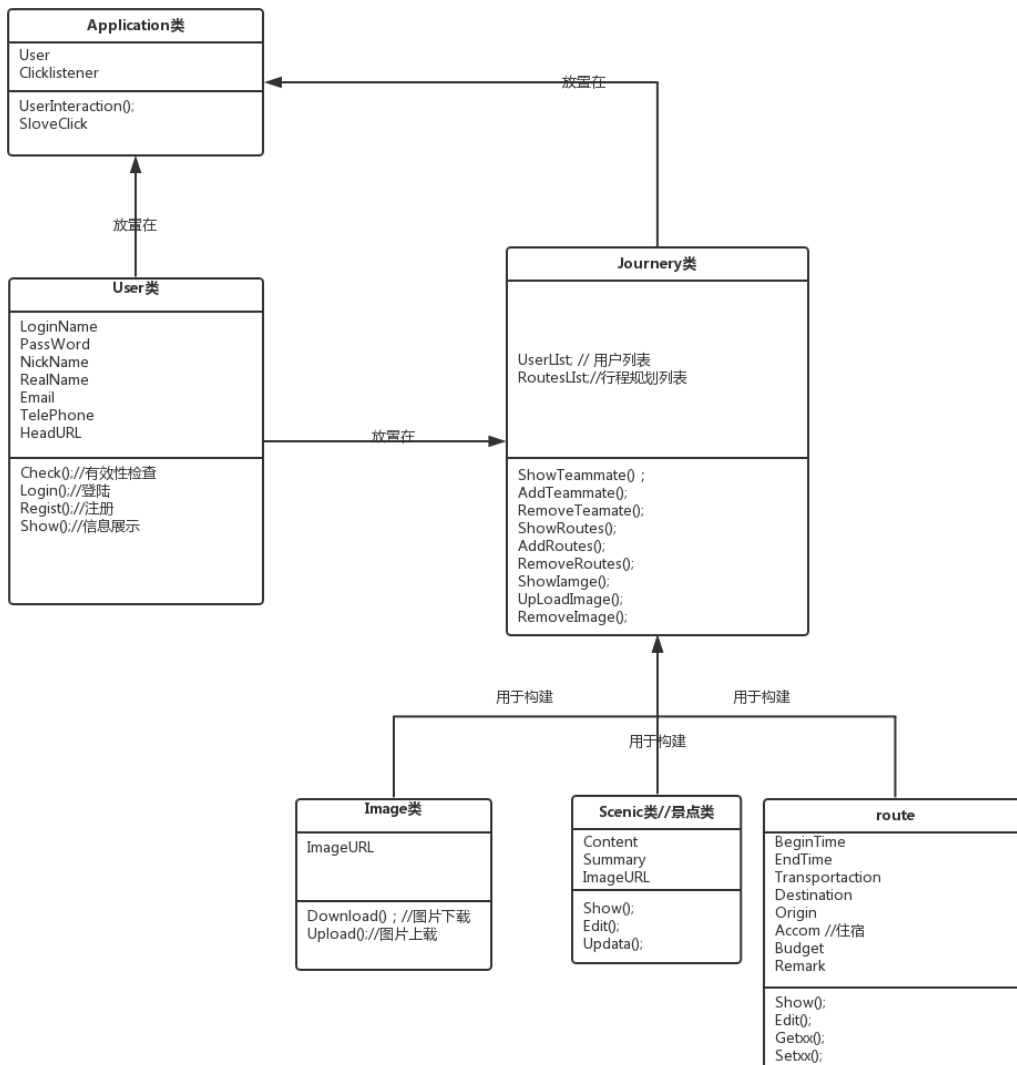 Application类
User
Clicklistener
UserInteraction();
SloveClick
放置在
放置在
User类
LoginName
PassWord
NickName
RealName
Email
TelePhone
HeadURL
Check();//有效性检查
Login();//登陆
Regist();//注册
Show();//信息展示
放置在
Journery类
UserLIst; // 用户列表
RoutesLIst;//行程规划列表
ShowTeammate() ;
AddTeammate();
RemoveTeamate();
ShowRoutes();
AddRoutes();
RemoveRoutes();
ShowIamge();
UpLoadImage();
RemoveImage();
用于构建
用于构建
用于构建
Image类
ImageURL
Download() ; //图片下载
Upload();//图片上载
Scenic类//景点类
Content
Summary
ImageURL
Show();
Edit();
Updata();
route
BeginTime
EndTime
Transportaction
Destination
Origin
Accom //住宿
Budget
Remark
Show();
Edit();
Getxx();
Setxx();